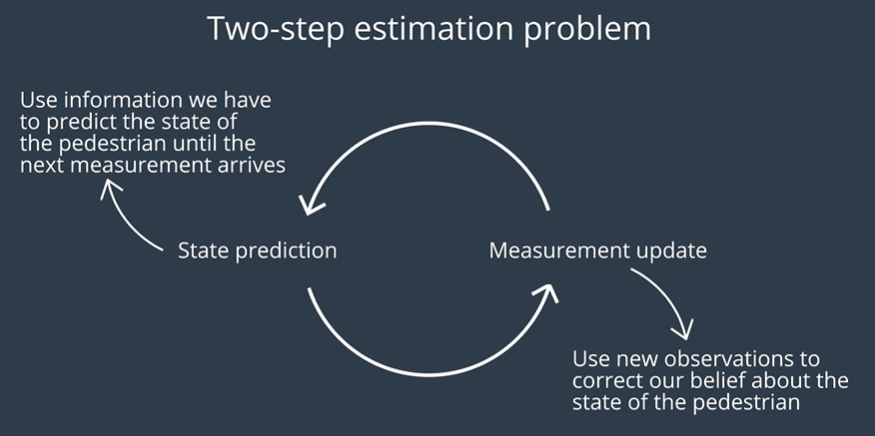 Two-step estimation problem
Use information we have
to predict the state of
the pedestrian until the
next measurement arrives
State prediction
Measurement update
Use new observations to
correct our belief about the
state of the pedestrian